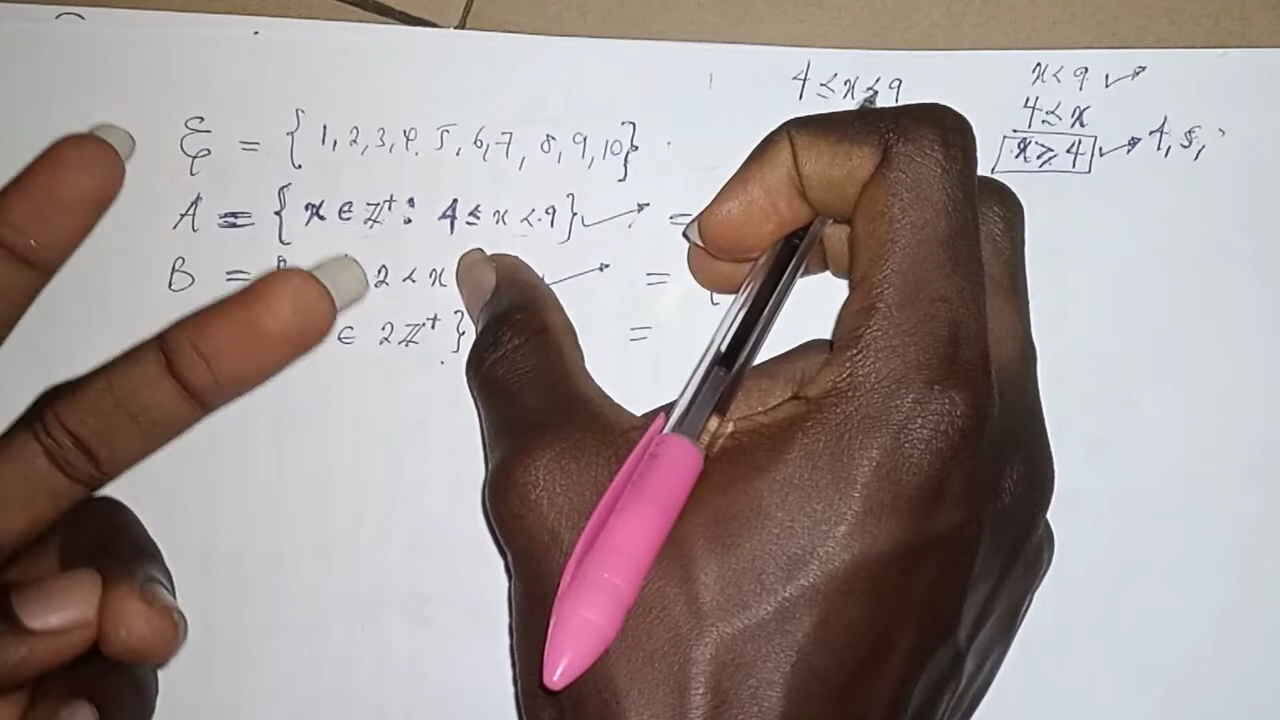 4 ≤ x < 9
x < 9
4 ≤ x
x ≥ 4 4, 5,
ℰ = { 1, 2, 3, 4, 5, 6, 7, 8, 9, 10}
A = { x ∈ ℤ⁺ : 4 ≤ x < 9} =
B = 2 < x =
∈ 2ℤ⁺ } =